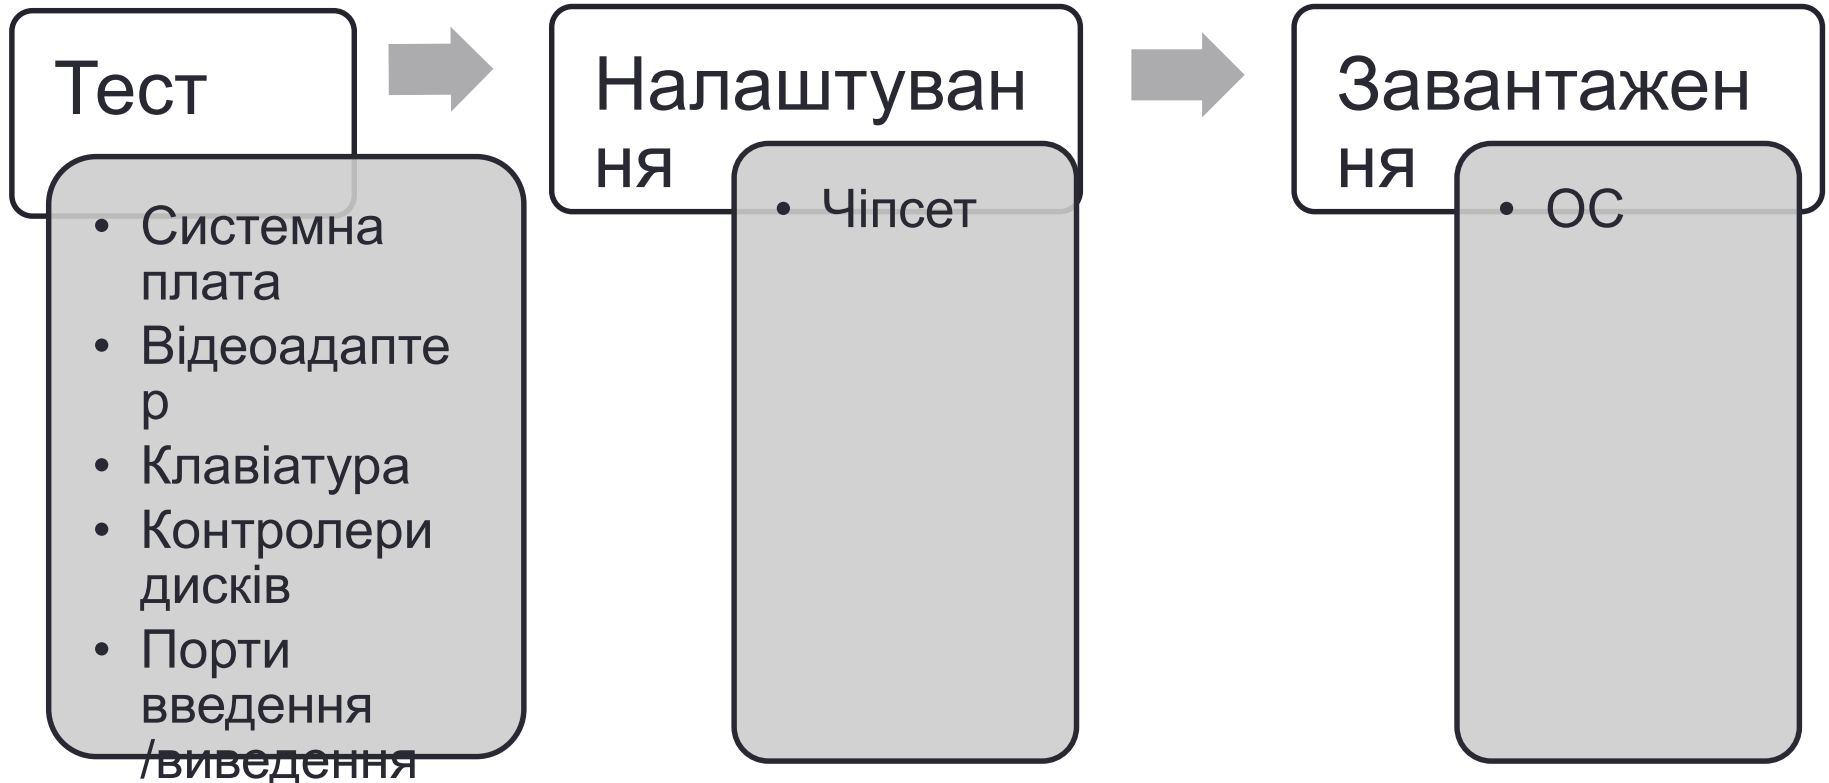 Тест
• Системна
плата
• Відеоадапте
р
• Клавіатура
• Контролери
дисків
• Порти
введення
/виведення
Налаштуван
ня
• Чіпсет
Завантажен
ня
• ОС